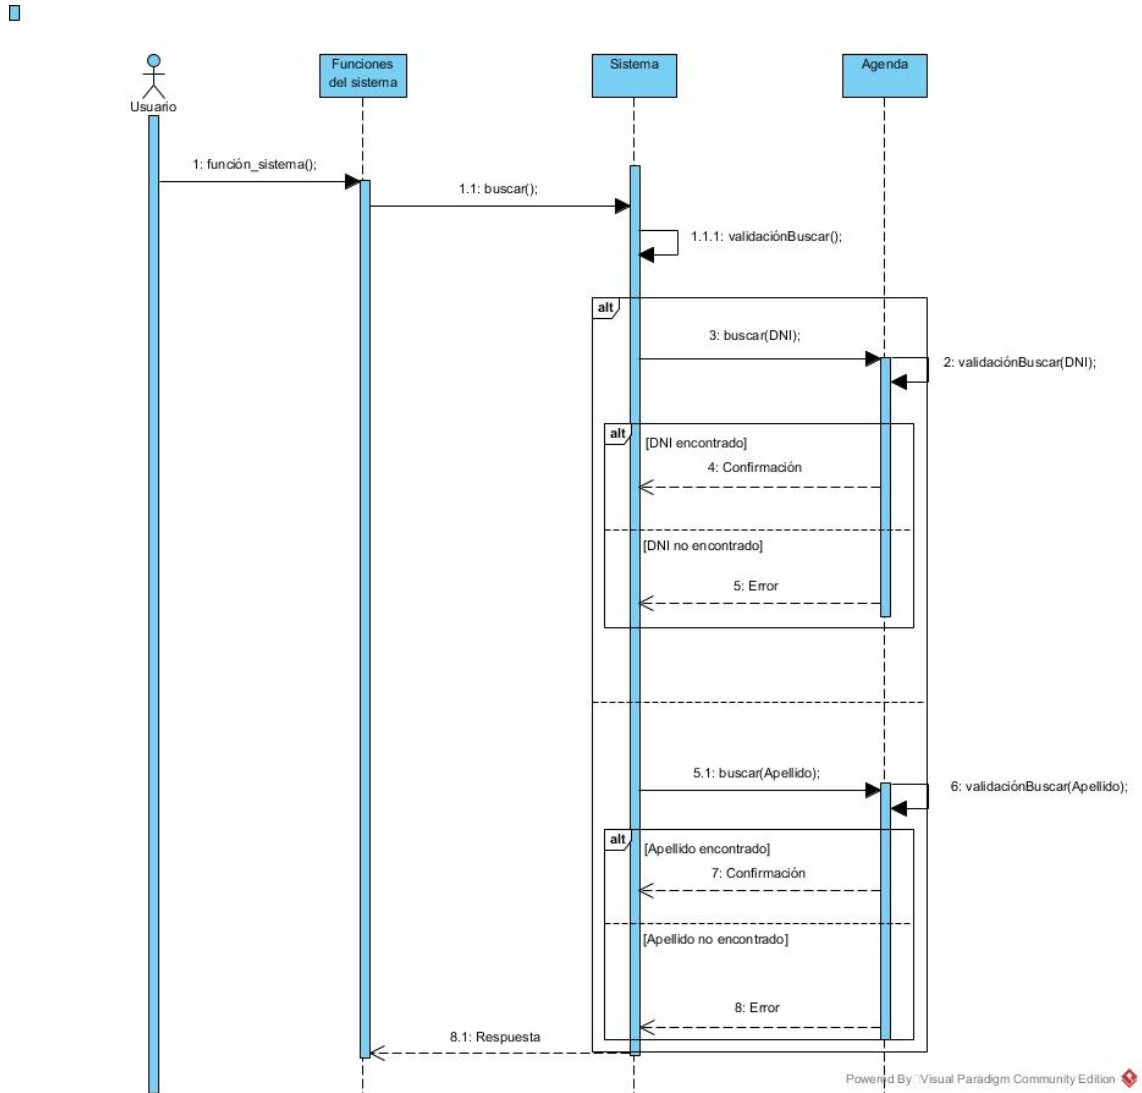 Usuario
Funciones
del sistema
Sistema
Agenda
1: función_sistema();
1.1: buscar();
1.1.1: validaciónBuscar();
alt
3: buscar(DNI);
2: validaciónBuscar(DNI);
alt
[DNI encontrado]
4: Confirmación
[DNI no encontrado]
5: Error
5.1: buscar(Apellido);
6: validaciónBuscar(Apellido);
alt
[Apellido encontrado]
7: Confirmación
[Apellido no encontrado]
8: Error
8.1: Respuesta
Powered By Visual Paradigm Community Edition